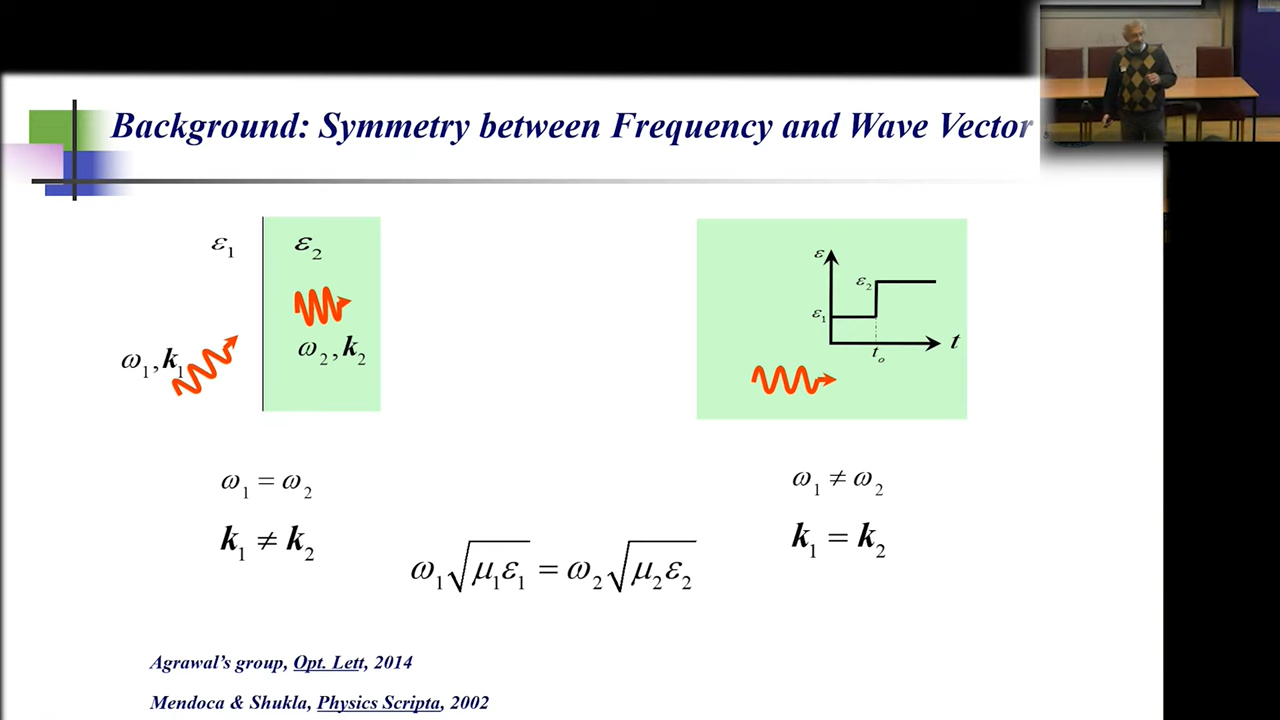 Background: Symmetry between Frequency and Wave Vector
ε₁ ε₂
ω₁, k₁
ω₂, k₂
ε
ε₂
ε₁
t
tₒ
ω₁ = ω₂
k₁ ≠ k₂
ω₁ ≠ ω₂
k₁ = k₂
ω₁√μ₁ε₁ = ω₂√μ₂ε₂
Agrawal's group, Opt. Lett, 2014
Mendoca & Shukla, Physics Scripta, 2002